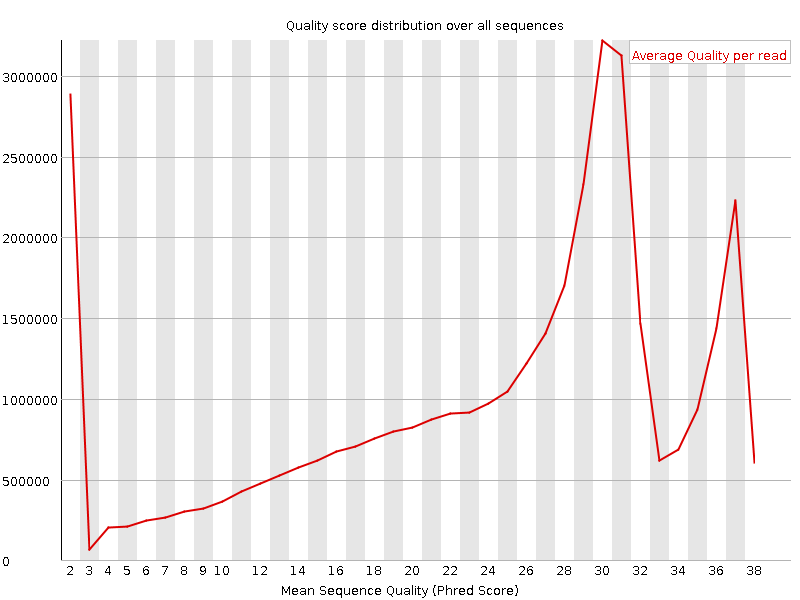 Quality score distribution over all sequences
Average Quality per read
3000000
2500000
2000000
1500000
1000000
500000
0
2 3 4 5 6 7 8 9 10 12 14 16 18 20 22 24 26 28 30 32 34 36 38
Mean Sequence Quality (Phred Score)